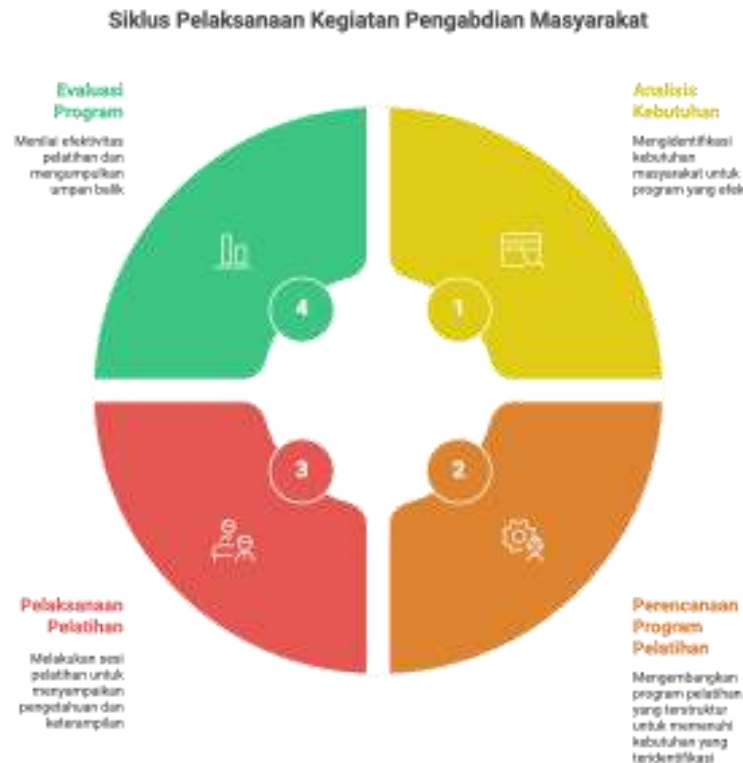 Siklus Pelaksanaan Kegiatan Pengabdian Masyarakat
Evaluasi
Program
Menilai efektivitas
pelatihan dan
mengumpulkan
umpan balik
Analisis
Kebutuhan
Mengidentifikasi
kebutuhan
masyarakat untuk
program yang efek
4
1
3
2
Pelaksanaan
Pelatihan
Melakukan sesi
pelatihan untuk
menyampaikan
pengetahuan dan
keterampilan
Perencanaan
Program
Pelatihan
Mengembangkan
program pelatihan
yang terstruktur
untuk memenuhi
kebutuhan yang
teridentifikasi